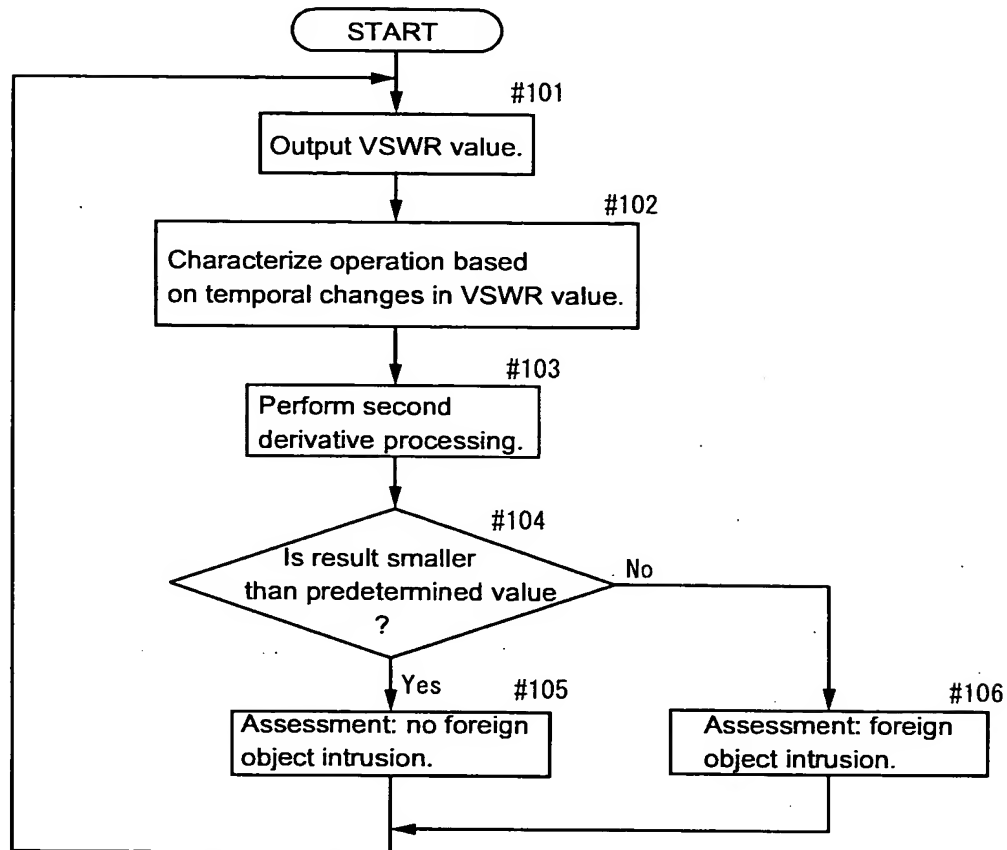 START
#101
Output VSWR value.
#102
Characterize operation based
on temporal changes in VSWR value.
#103
Perform second
derivative processing.
#104
Is result smaller
than predetermined value
?
No
Yes
#105
Assessment: no foreign
object intrusion.
#106
Assessment: foreign
object intrusion.